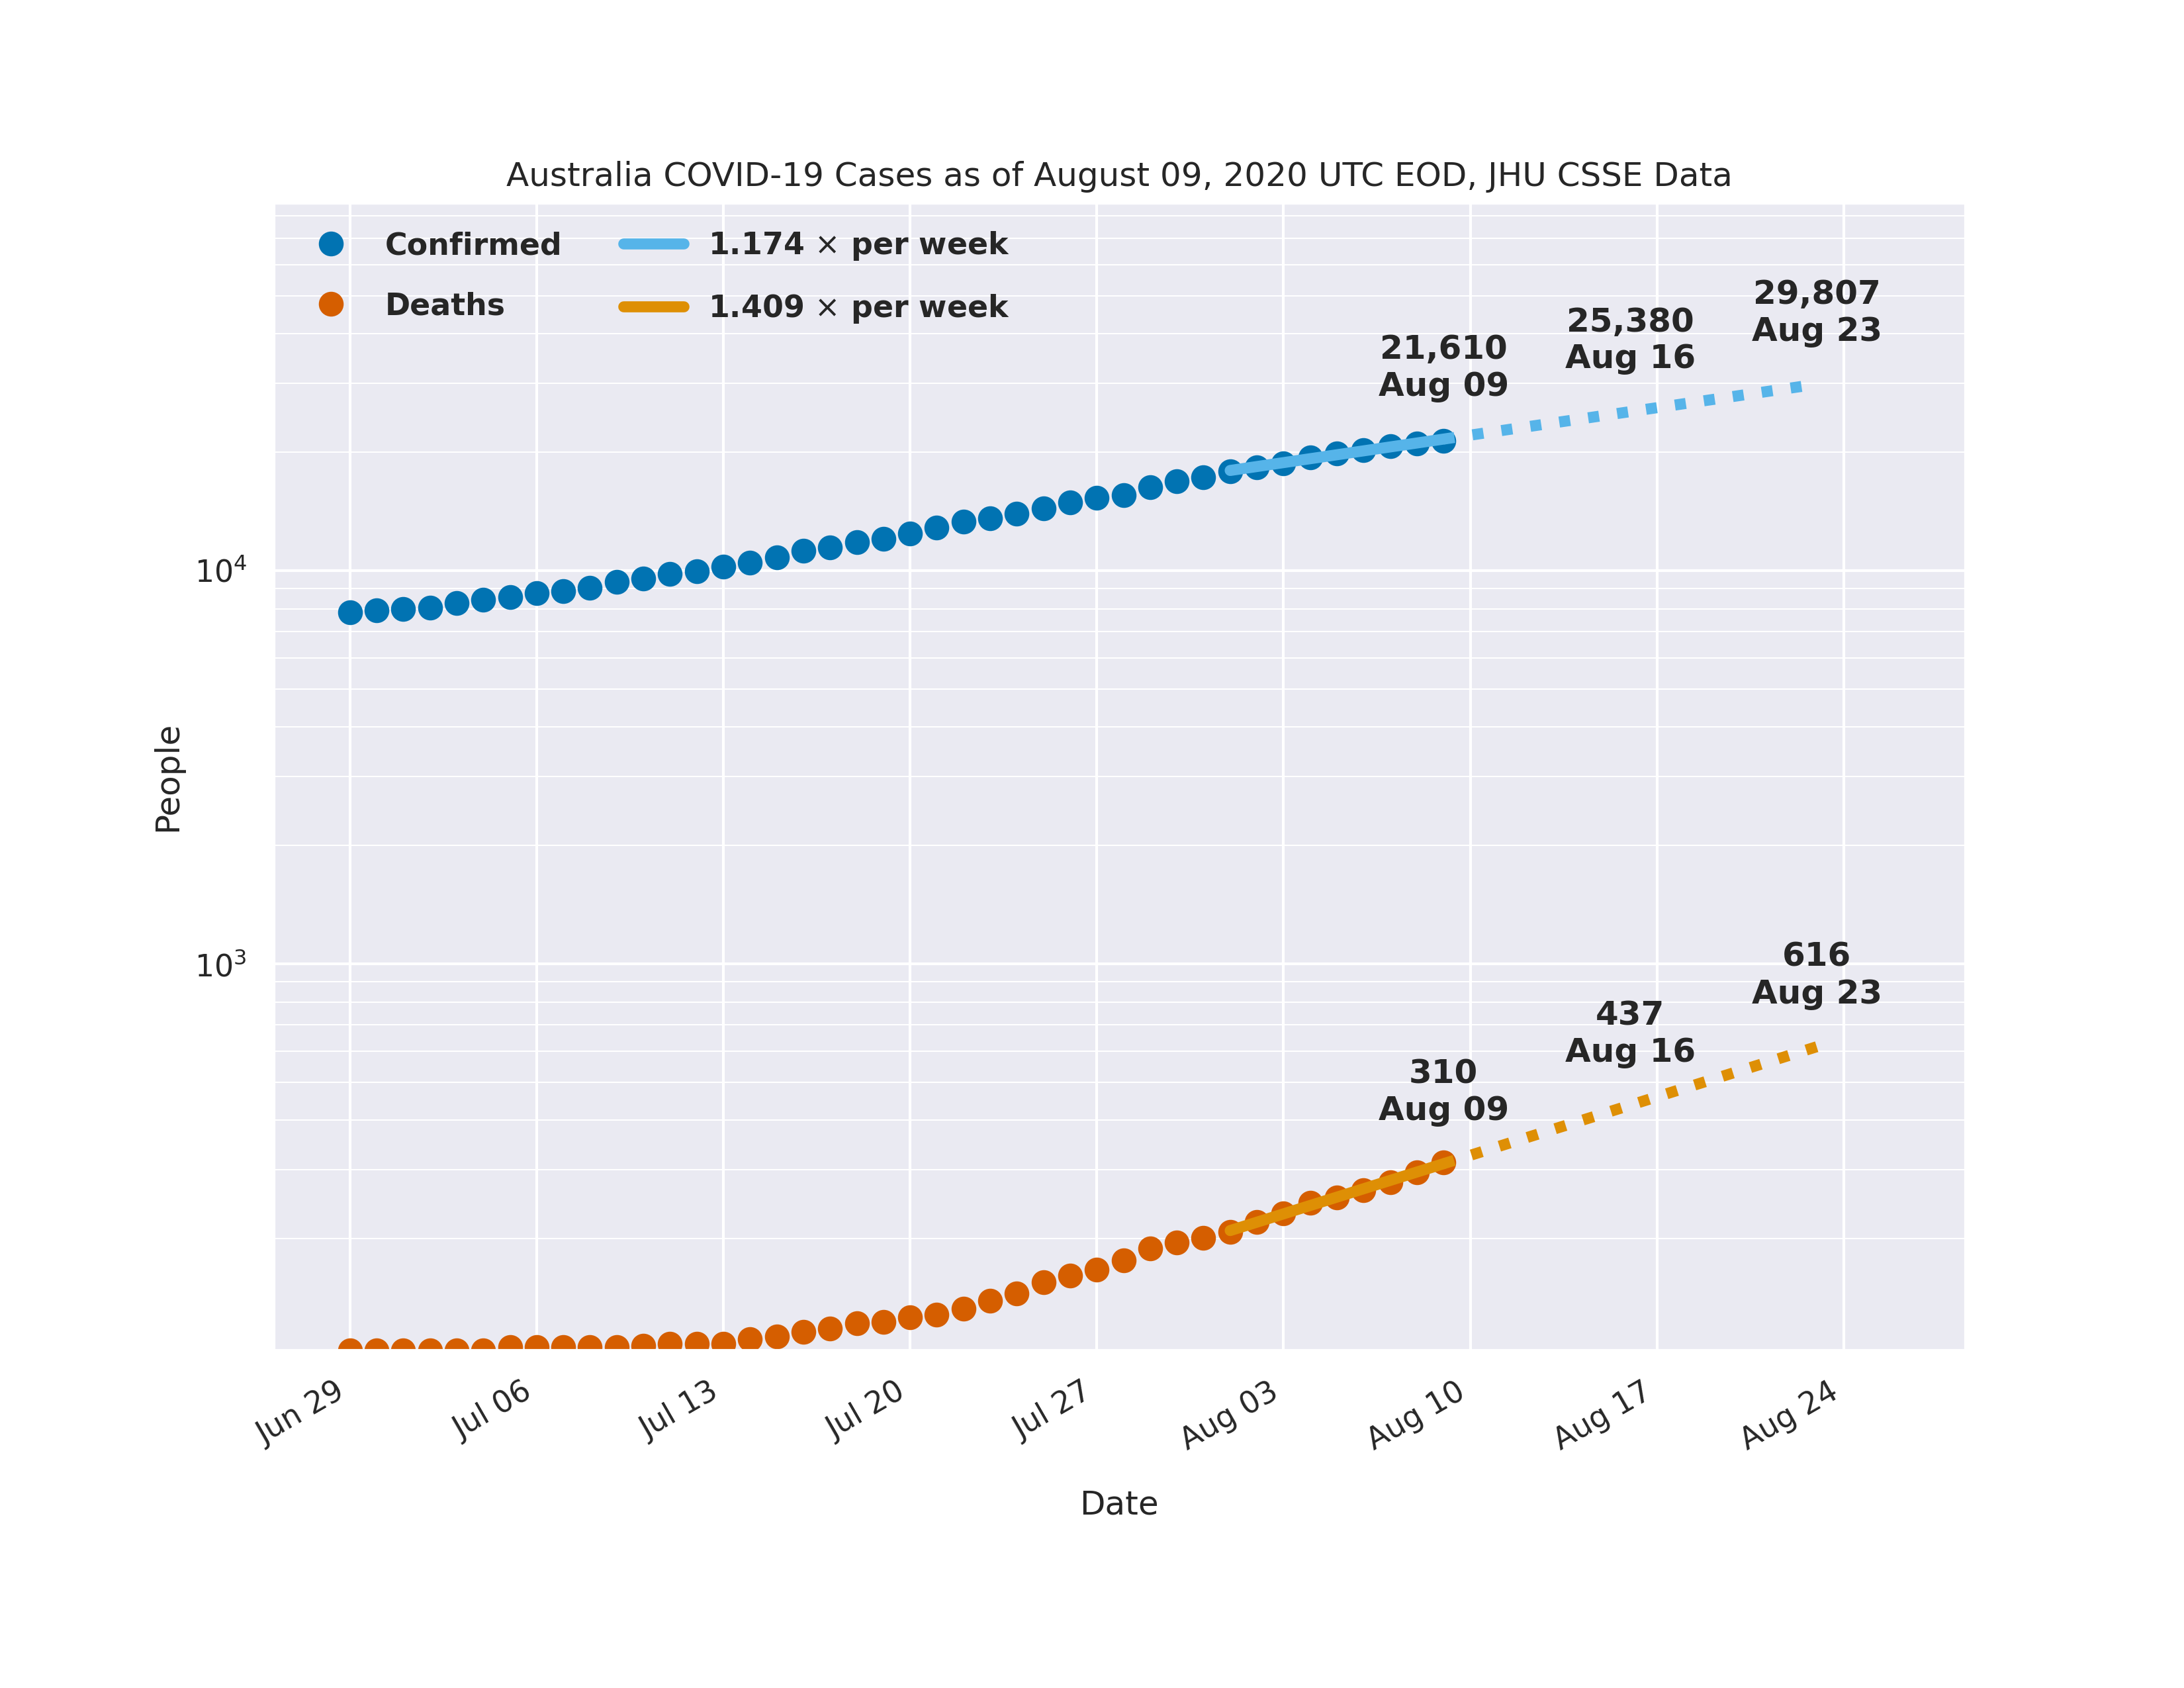 Australia COVID-19 Cases as of August 09, 2020 UTC EOD, JHU CSSE Data
Confirmed
Deaths
1.174 × per week
1.409 × per week
21,610
Aug 09
25,380
Aug 16
29,807
Aug 23
310
Aug 09
437
Aug 16
616
Aug 23
People
10⁴
10³
Jun 29
Jul 06
Jul 13
Jul 20
Jul 27
Aug 03
Aug 10
Aug 17
Aug 24
Date